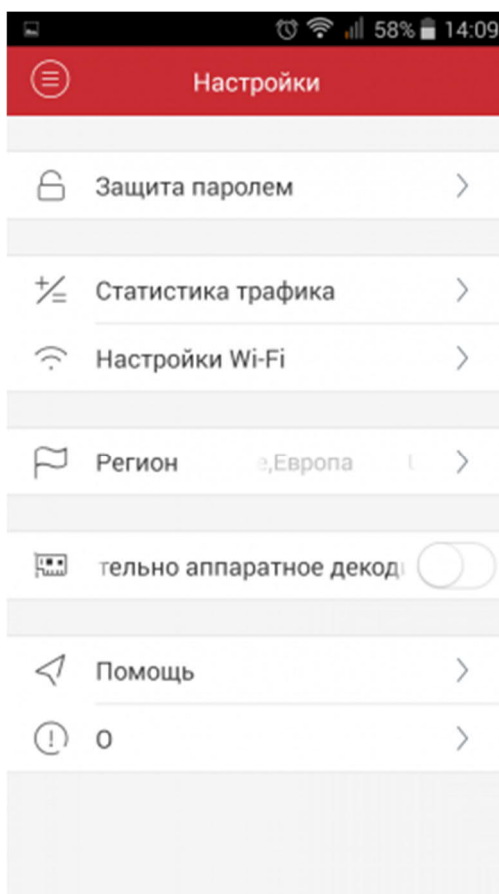 58% 14:09
Настройки
Защита паролем
Статистика трафика
Настройки Wi-Fi
Регион е,Европа
тельно аппаратное декод
Помощь
О